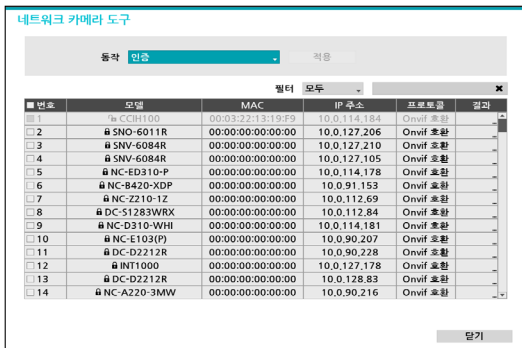 네트워크 카메라 도구
동작 인증 적용
필터 모두
번호 모델 MAC IP 주소 프로토콜 결과
1 CCIH100 00:03:22:13:19:F9 10,0,114,184 Onvif 호환
2 SNO-6011R 00:00:00:00:00:00 10,0,127,206 Onvif 호환 _
3 SNV-6084R 00:00:00:00:00:00 10,0,127,210 Onvif 호환 _
4 SNV-6084R 00:00:00:00:00:00 10,0,127,105 Onvif 호환 _
5 NC-ED310-P 00:00:00:00:00:00 10,0,114,178 Onvif 호환 _
6 NC-B420-XDP 00:00:00:00:00:00 10,0,91,153 Onvif 호환 _
7 NC-Z210-1Z 00:00:00:00:00:00 10,0,112,69 Onvif 호환 _
8 DC-S1283WRX 00:00:00:00:00:00 10,0,112,84 Onvif 호환 _
9 NC-D310-WHI 00:00:00:00:00:00 10,0,114,181 Onvif 호환 _
10 NC-E103(P) 00:00:00:00:00:00 10,0,90,207 Onvif 호환 _
11 DC-D2212R 00:00:00:00:00:00 10,0,90,228 Onvif 호환 _
12 INT1000 00:00:00:00:00:00 10,0,127,178 Onvif 호환 _
13 DC-D2212R 00:00:00:00:00:00 10,0,128,83 Onvif 호환 _
14 NC-A220-3MW 00:00:00:00:00:00 10,0,90,216 Onvif 호환 _
닫기